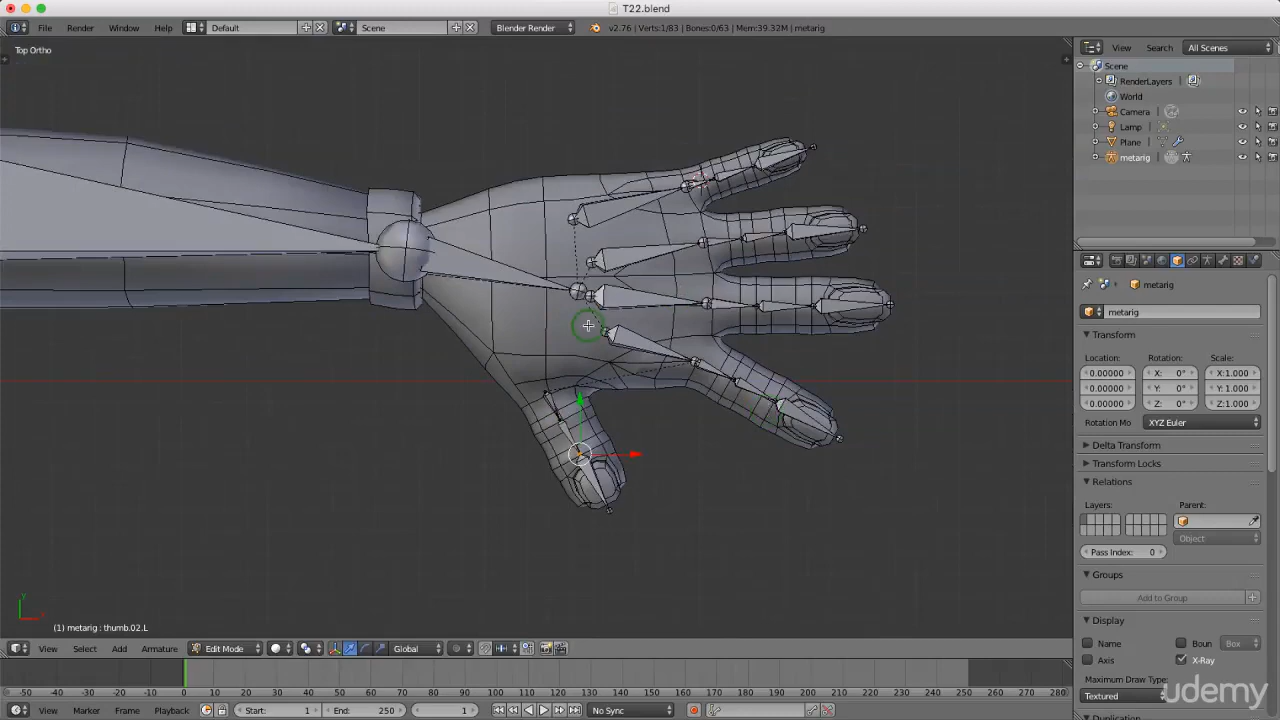 T22.blend
File Render Window Help Default Scene Blender Render v2.76 | Verts:1/83 | Bones:0/63 | Mem:39.32M | metarig
View Search All Scenes
Top Ortho
Scene
RenderLayers
World
Camera
Lamp
Plane
metarig
metarig
metarig
Transform
Location: Rotation: Scale:
0.00000 X: 0° X:1.000
0.00000 Y: 0° Y: 1.000
0.00000 Z: 0° Z:1.000
Rotation Mo XYZ Euler
Delta Transform
Transform Locks
Relations
Layers: Parent:
Object:
Pass Index: 0
Groups
Add to Group
Display
Name Boun Box
Axis X-Ray
Maximum Draw Type:
Textured
Duplication
y
(1) metarig : thumb.02.L
View Select Add Armature Edit Mode Global
-50 -40 -30 -20 -10 0 10 20 30 40 50 60 70 80 90 100 110 120 130 140 150 160 170 180 190 200 210 220 230 240 250 260 270 280
View Marker Frame Playback Start: 1 End: 250 1 No Sync
udemy